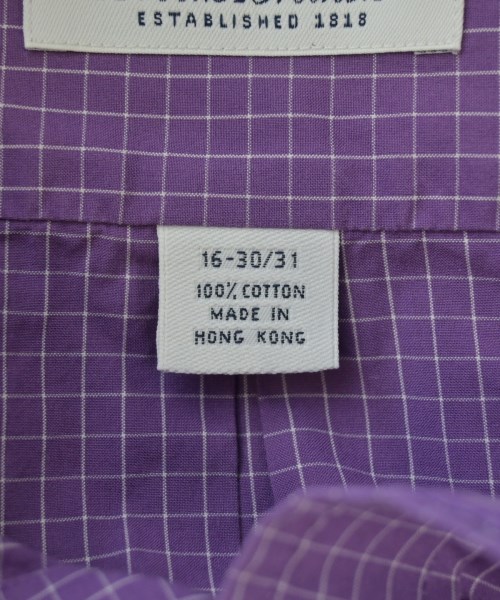 ESTABLISHED 1818
16-30/31
100% COTTON
MADE IN
HONG KONG